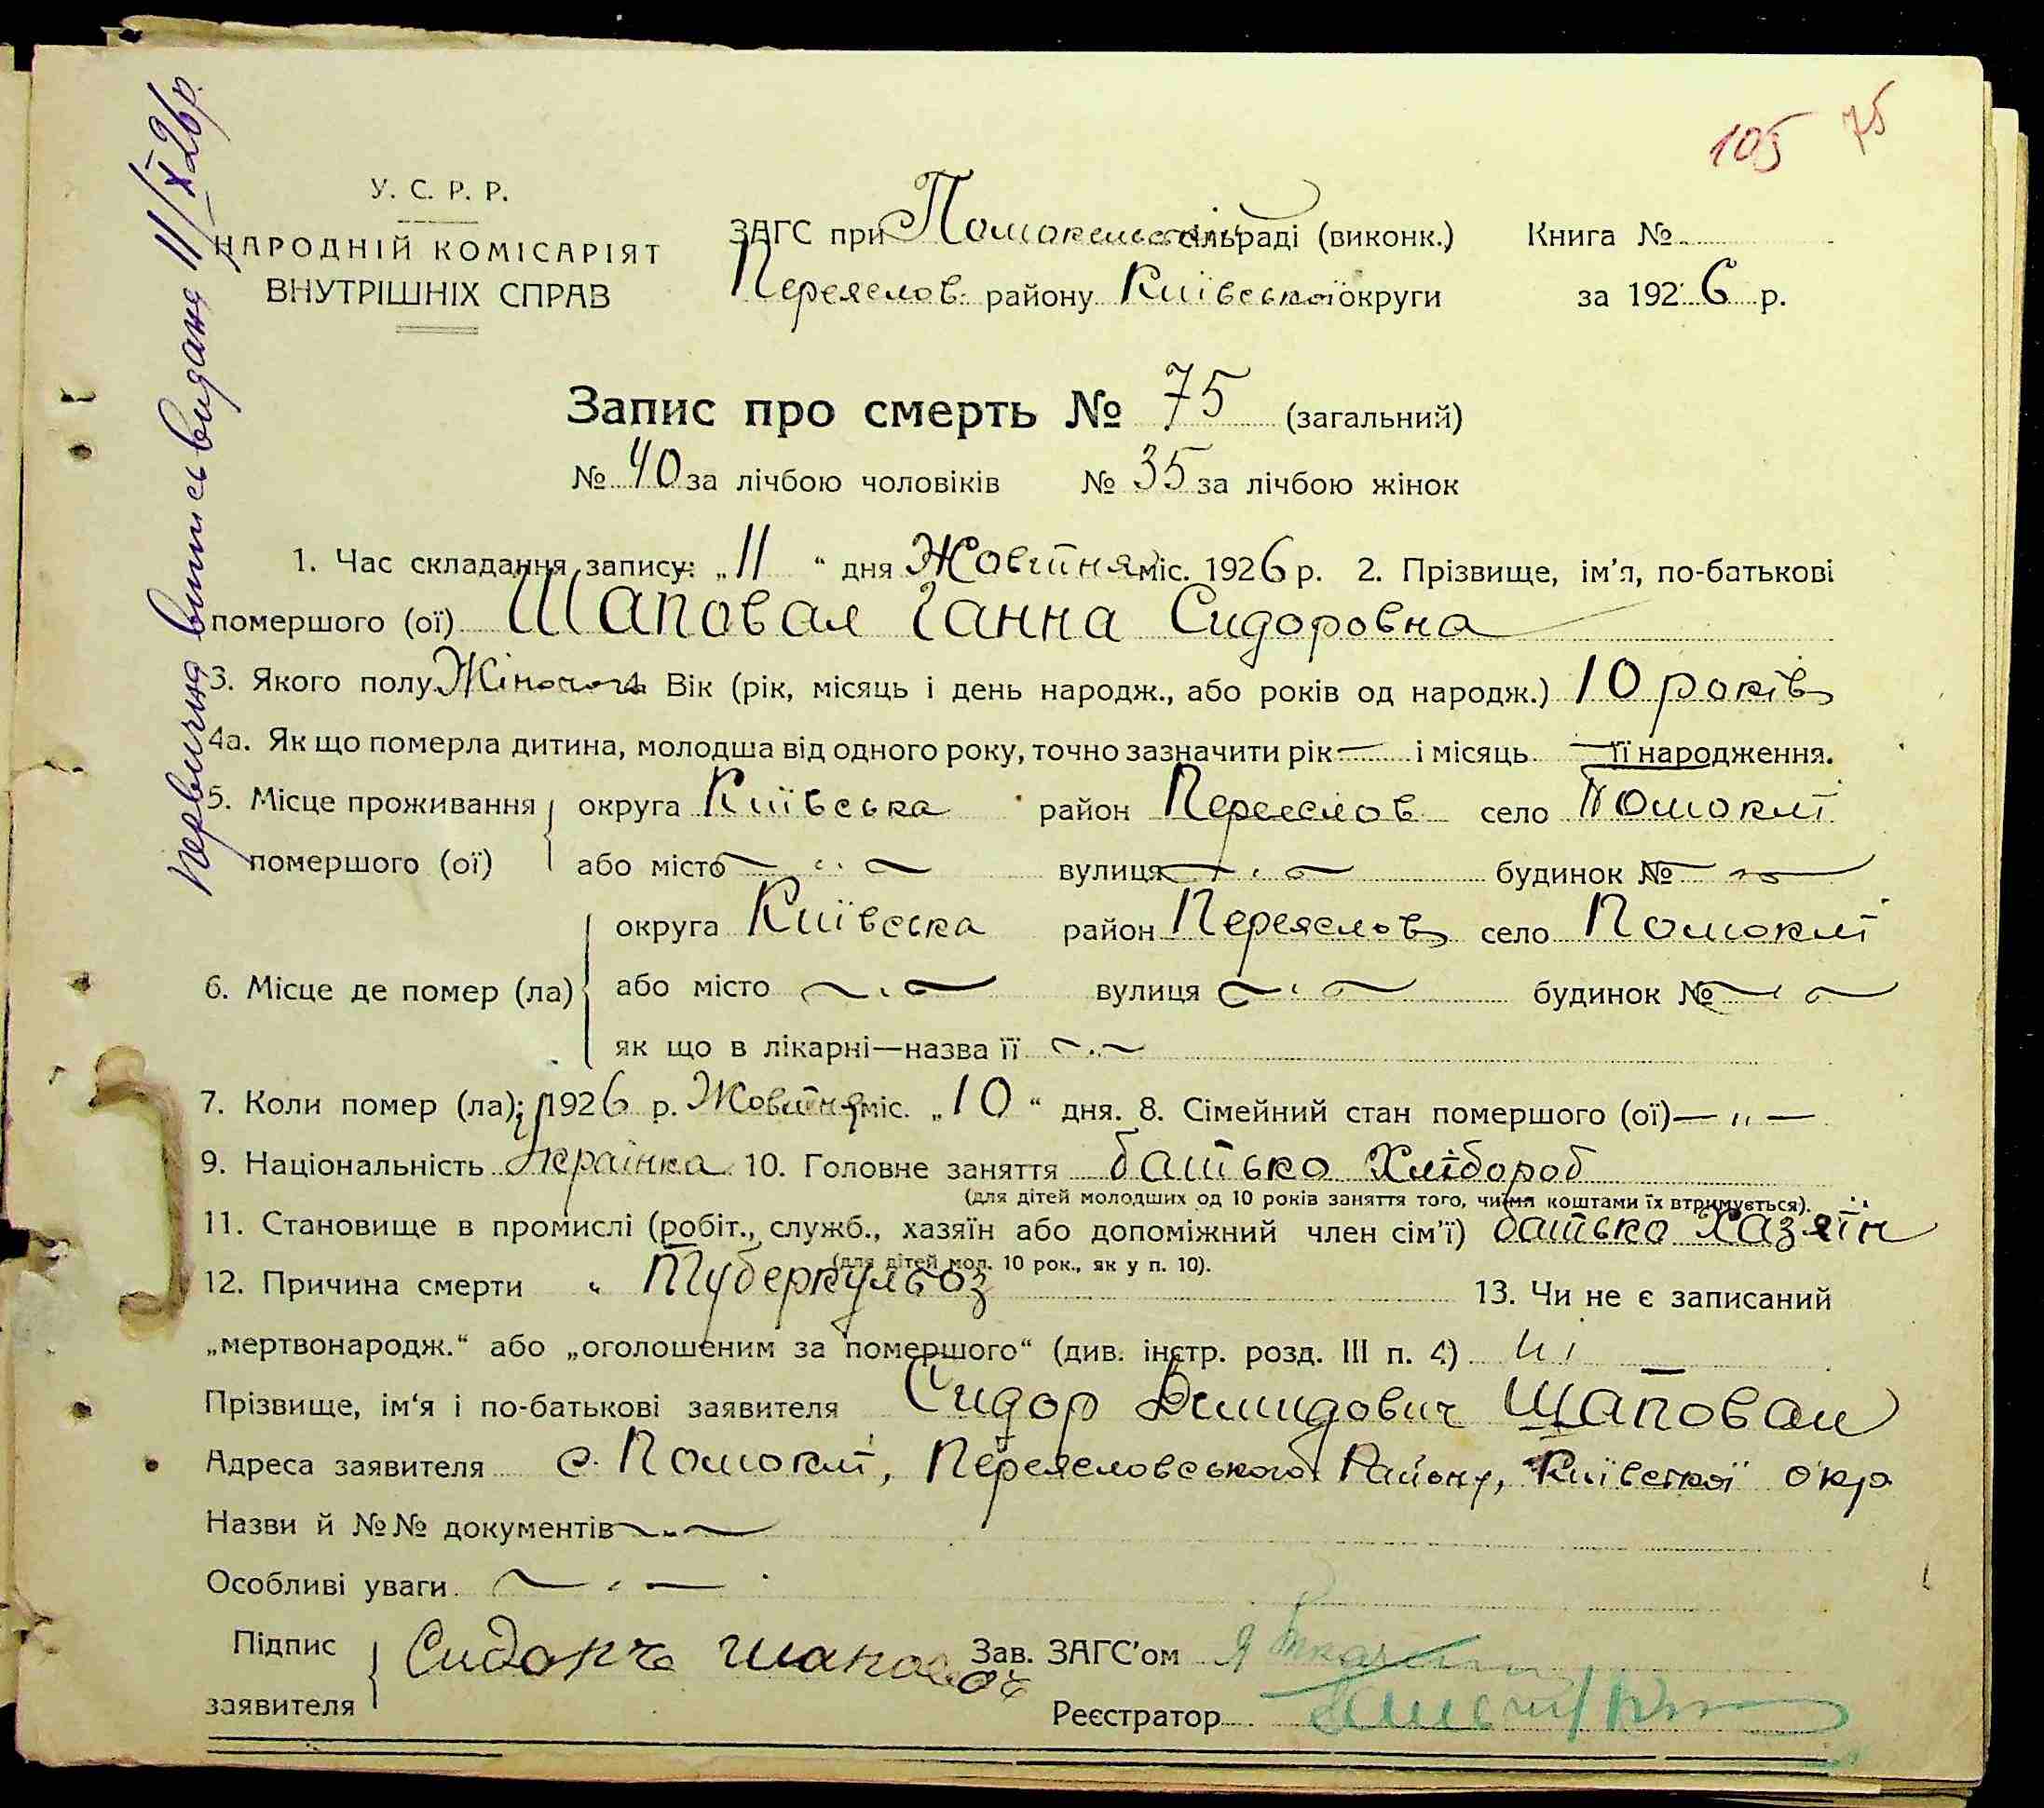 105 75
Первична випись видана 11/X 26р.
У. С. Р. Р.
НАРОДНІЙ КОМІСАРІЯТ
ВНУТРІШНІХ СПРАВ
ЗАГС при сільраді (виконк.) Книга №
Переяслов. району Київської округи за 1926 р.
Запис про смерть № 75 (загальний)
№ 40 за лічбою чоловіків № 35 за лічбою жінок
1. Час складання запису: „11“ дня Жовтня міс. 1926 р. 2. Прізвище, ім'я, по-батькові
помершого (ої) Шаповал Ганна Сидоровна
3. Якого полу Жіночого 4. Вік (рік, місяць і день народж., або років од народж.) 10 років
4а. Як що померла дитина, молодша від одного року, точно зазначити рік — і місяць — її народження.
5. Місце проживання округа Київська район Переяслов село Помоклі
помершого (ої) або місто вулиця будинок №
округа Київська район Переяслов село Помоклі
6. Місце де помер (ла) або місто вулиця будинок №
як що в лікарні—назва її
7. Коли помер (ла): 1926 р. Жовтня міс. „10“ дня. 8. Сімейний стан помершого (ої) — „ —
9. Національність Українка 10. Головне заняття батько Хлібороб
(для дітей молодших од 10 років заняття того, чиїми коштами їх втримується).
11. Становище в промислі (робіт., служб., хазяїн або допоміжний член сім'ї) батько Хазяїн
(для дітей мол. 10 рок., як у п. 10).
12. Причина смерти Туберкульоз 13. Чи не є записаний
„мертвонародж.“ або „оголошеним за помершого“ (див. інстр. розд. III п. 4) ні
Прізвище, ім'я і по-батькові заявителя Сидор Демидович Шаповал
Адреса заявителя с. Помоклі, Переясловського Району, Київської окр
Назви й №№ документів
Особливі уваги
Підпис
заявителя
Зав. ЗАГС'ом
Реєстратор